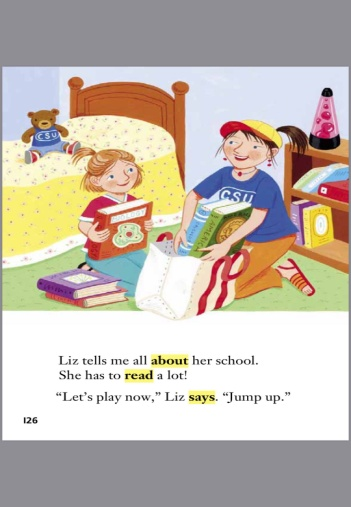 CSU
CSU
Liz tells me all about her school.
She has to read a lot!
“Let’s play now,” Liz says. “Jump up.”
126